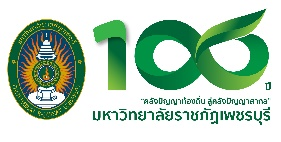 100
ปี
"คลังปัญญาท้องถิ่น สู่คลังปัญญาสากล"
มหาวิทยาลัยราชภัฏเพชรบุรี